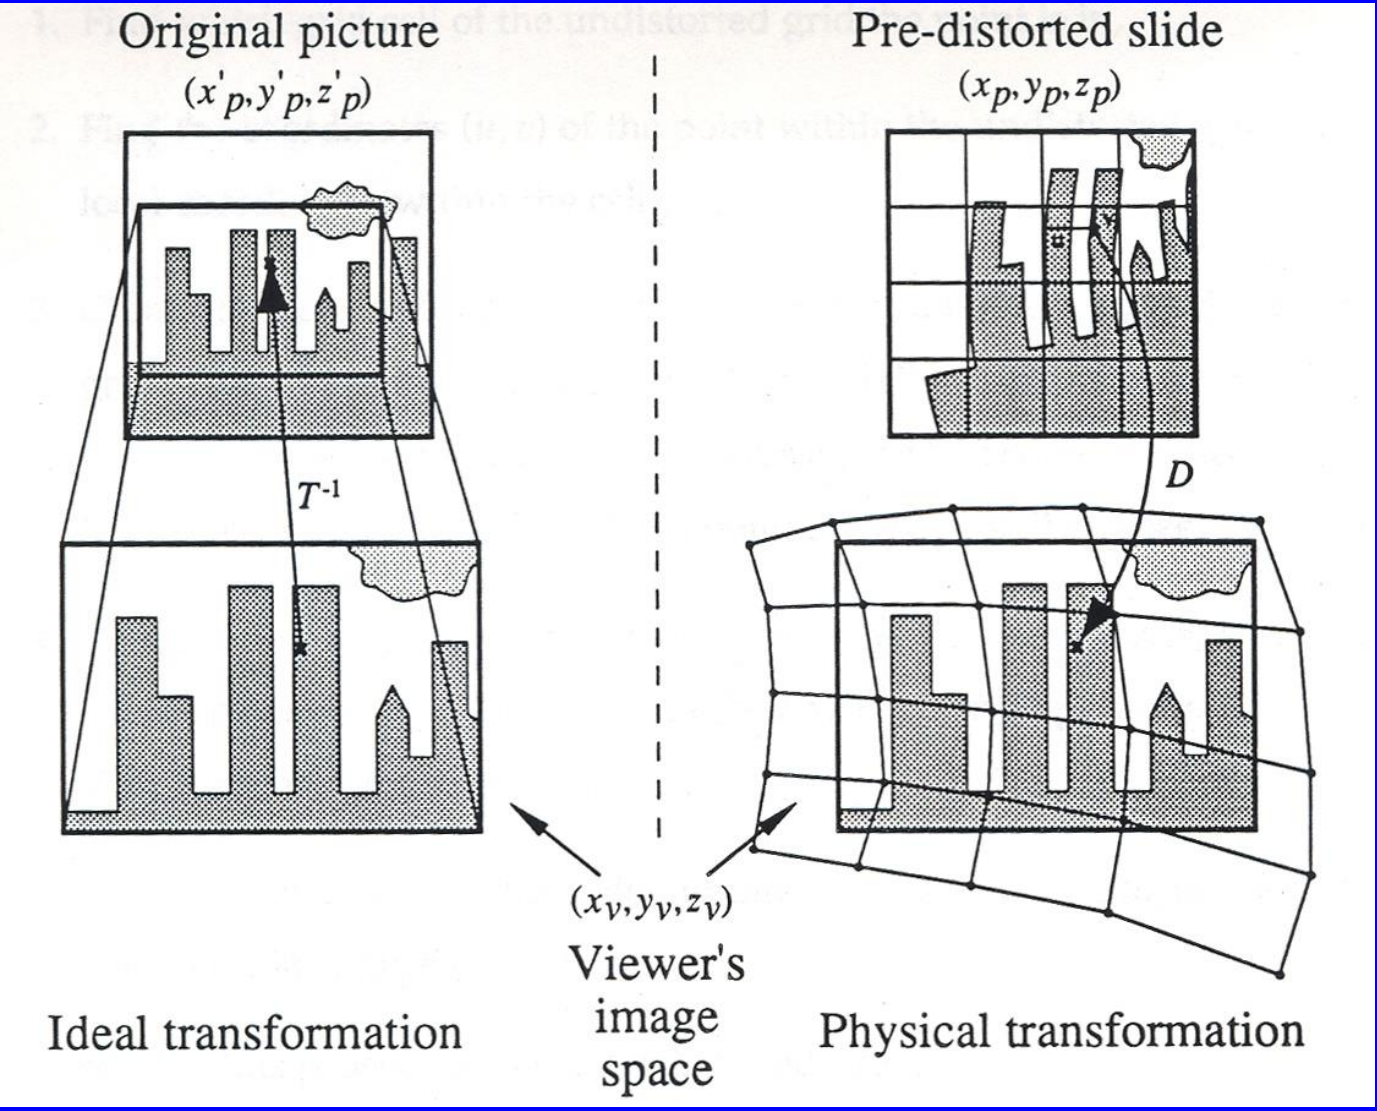 Original picture
(x'p, y'p, z'p)
Pre-distorted slide
(xp, yp, zp)
u
v
T-1
D
(xv, yv, zv)
Viewer's
image
space
Ideal transformation
Physical transformation